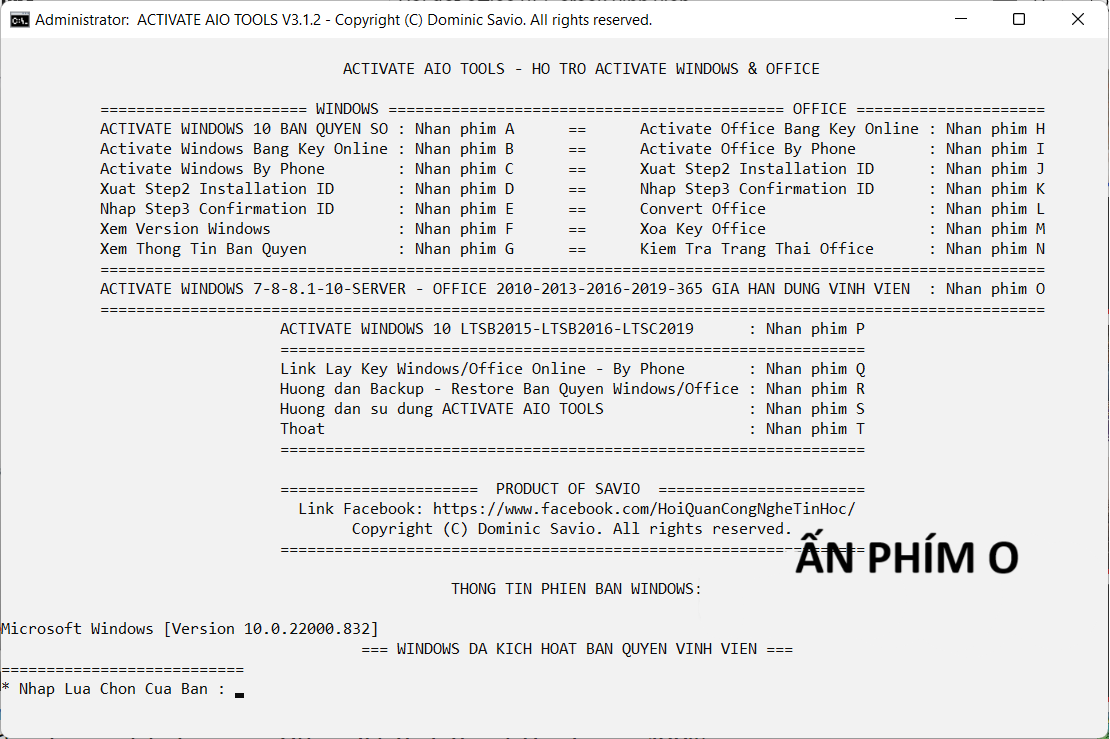 Administrator: ACTIVATE AIO TOOLS V3.1.2 - Copyright (C) Dominic Savio. All rights reserved.
ACTIVATE AIO TOOLS - HO TRO ACTIVATE WINDOWS & OFFICE
======================= WINDOWS ============================================ OFFICE =====================
ACTIVATE WINDOWS 10 BAN QUYEN SO : Nhan phim A == Activate Office Bang Key Online : Nhan phim H
Activate Windows Bang Key Online : Nhan phim B == Activate Office By Phone : Nhan phim I
Activate Windows By Phone : Nhan phim C == Xuat Step2 Installation ID : Nhan phim J
Xuat Step2 Installation ID : Nhan phim D == Nhap Step3 Confirmation ID : Nhan phim K
Nhap Step3 Confirmation ID : Nhan phim E == Convert Office : Nhan phim L
Xem Version Windows : Nhan phim F == Xoa Key Office : Nhan phim M
Xem Thong Tin Ban Quyen : Nhan phim G == Kiem Tra Trang Thai Office : Nhan phim N
=========================================================================================================
ACTIVATE WINDOWS 7-8-8.1-10-SERVER - OFFICE 2010-2013-2016-2019-365 GIA HAN DUNG VINH VIEN : Nhan phim O
=========================================================================================================
ACTIVATE WINDOWS 10 LTSB2015-LTSB2016-LTSC2019 : Nhan phim P
=================================================================
Link Lay Key Windows/Office Online - By Phone : Nhan phim Q
Huong dan Backup - Restore Ban Quyen Windows/Office : Nhan phim R
Huong dan su dung ACTIVATE AIO TOOLS : Nhan phim S
Thoat : Nhan phim T
=================================================================
====================== PRODUCT OF SAVIO =======================
Link Facebook: https://www.facebook.com/HoiQuanCongNgheTinHoc/
Copyright (C) Dominic Savio. All rights reserved.
=================================================================
ẤN PHÍM O
THONG TIN PHIEN BAN WINDOWS:
Microsoft Windows [Version 10.0.22000.832]
=== WINDOWS DA KICH HOAT BAN QUYEN VINH VIEN ===
===========================
* Nhap Lua Chon Cua Ban :